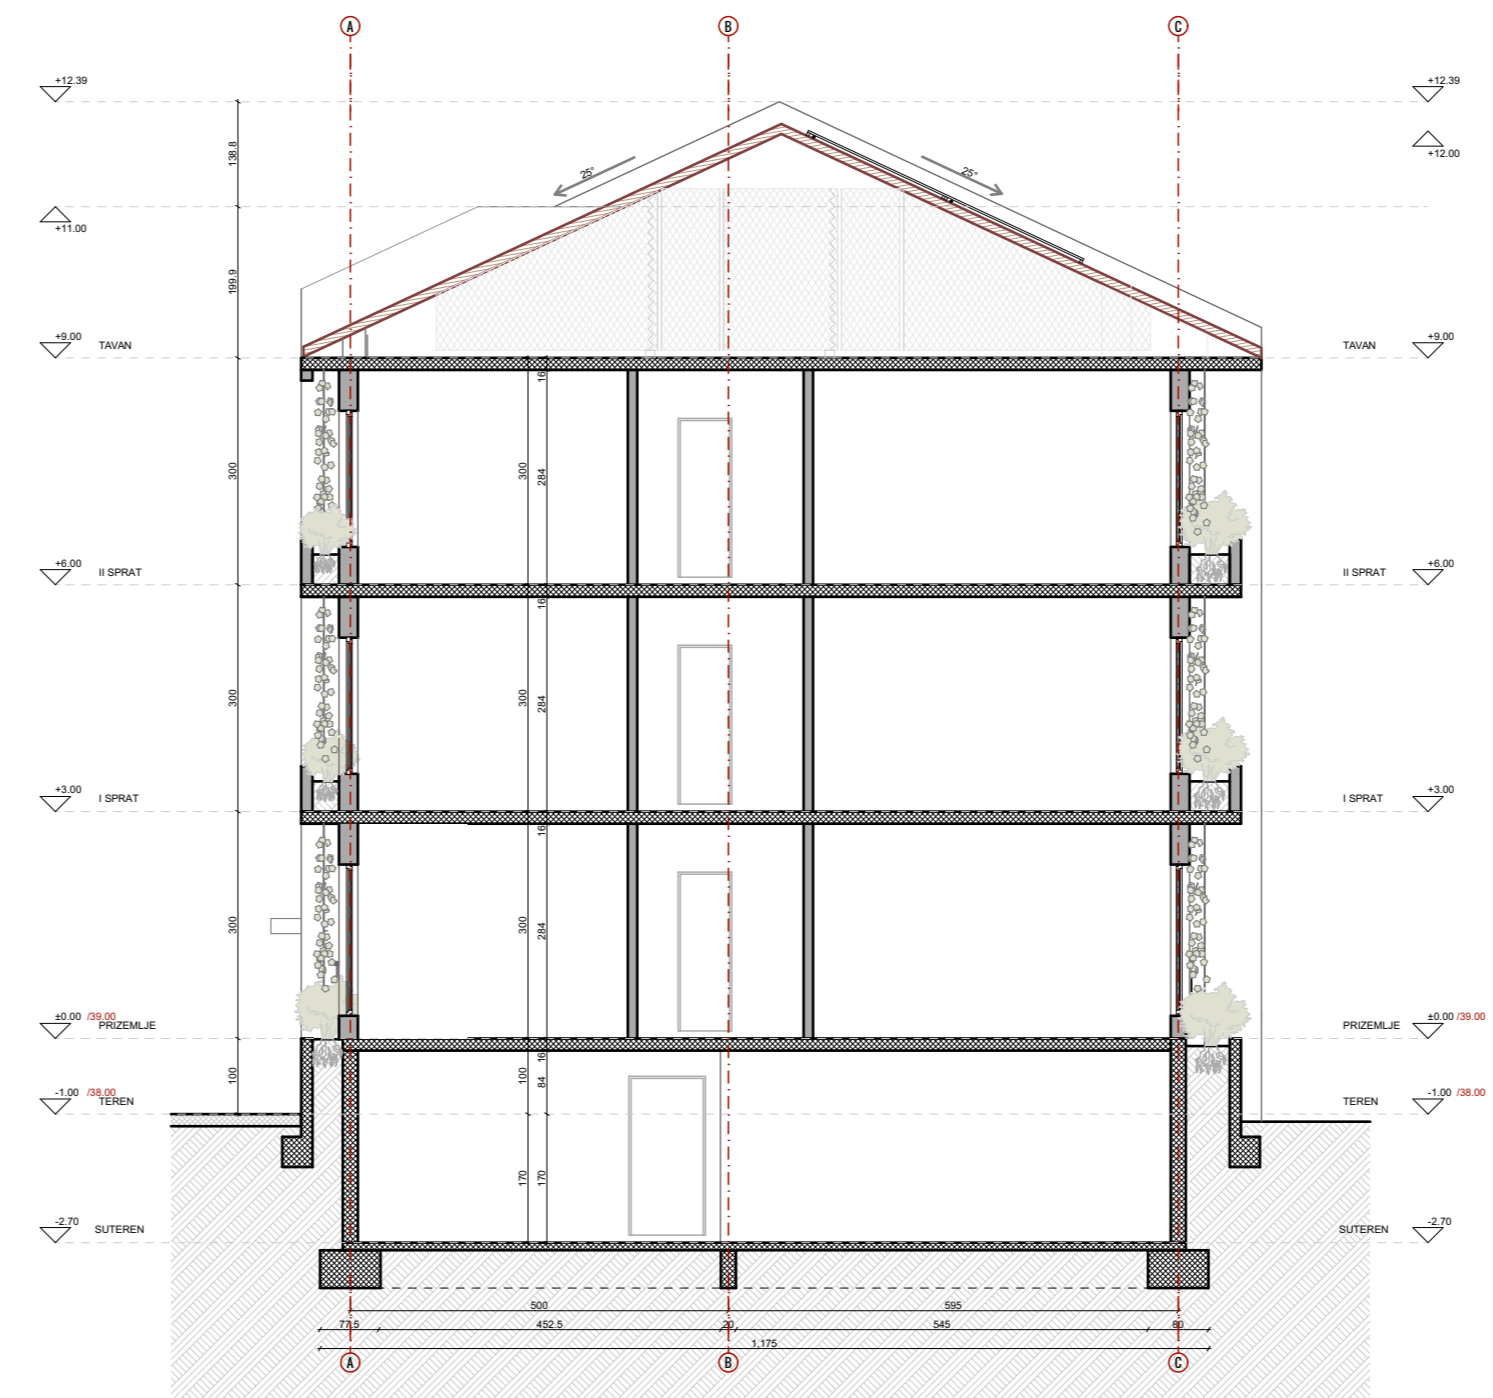 A B C
+12.39 +12.39
+12.00
138.8
25° 25°
+11.00
199.9
+9.00 TAVAN TAVAN +9.00
16
300 300 284
+6.00 II SPRAT II SPRAT +6.00
16
300 300 284
+3.00 I SPRAT I SPRAT +3.00
16
300 300 284
±0.00 /39.00 PRIZEMLJE PRIZEMLJE ±0.00 /39.00
16
100 100 84
-1.00 /38.00 TEREN TEREN -1.00 /38.00
170 170
-2.70 SUTEREN SUTEREN -2.70
500 595
77.5 452.5 20 545 80
1,175
A B C